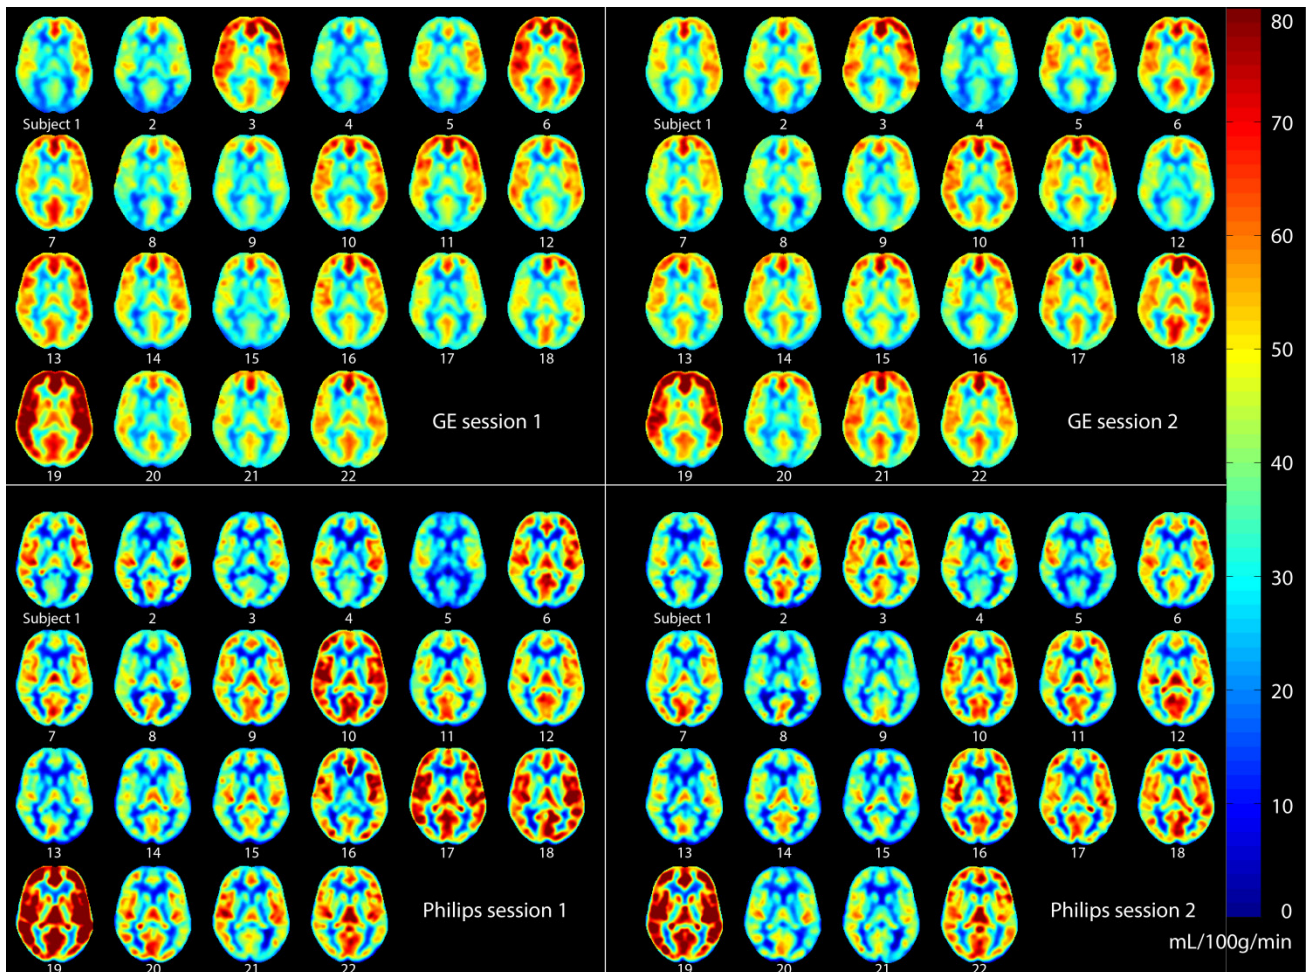 Subject 1 2 3 4 5 6
7 8 9 10 11 12
13 14 15 16 17 18
19 20 21 22
GE session 1
Subject 1 2 3 4 5 6
7 8 9 10 11 12
13 14 15 16 17 18
19 20 21 22
GE session 2
Subject 1 2 3 4 5 6
7 8 9 10 11 12
13 14 15 16 17 18
19 20 21 22
Philips session 1
Subject 1 2 3 4 5 6
7 8 9 10 11 12
13 14 15 16 17 18
19 20 21 22
Philips session 2
80
70
60
50
40
30
20
10
0
mL/100g/min